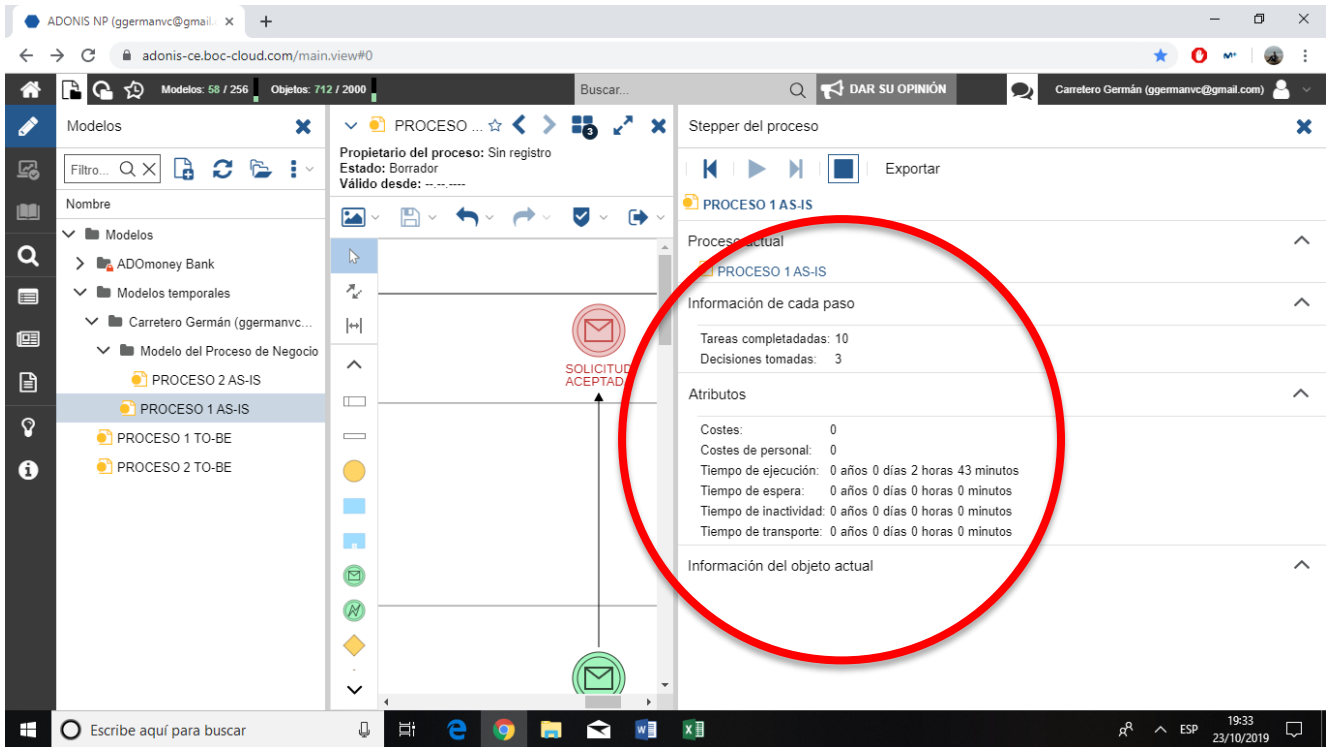 ADONIS NP (ggermanvc@gmail.
adonis-ce.boc-cloud.com/main.view#0
Modelos: 58 / 256 Objetos: 712 / 2000 Buscar... DAR SU OPINIÓN Carretero Germán (ggermanvc@gmail.com)
Modelos
Filtro...
Nombre
Modelos
ADOmoney Bank
Modelos temporales
Carretero Germán (ggermanvc...
Modelo del Proceso de Negocio
PROCESO 2 AS-IS
PROCESO 1 AS-IS
PROCESO 1 TO-BE
PROCESO 2 TO-BE
PROCESO ... 3
Propietario del proceso: Sin registro
Estado: Borrador
Válido desde: --.--.----
SOLICITUD
ACEPTADA
Stepper del proceso
Exportar
PROCESO 1 AS-IS
Proceso actual
PROCESO 1 AS-IS
Información de cada paso
Tareas completadadas: 10
Decisiones tomadas: 3
Atributos
Costes: 0
Costes de personal: 0
Tiempo de ejecución: 0 años 0 días 2 horas 43 minutos
Tiempo de espera: 0 años 0 días 0 horas 0 minutos
Tiempo de inactividad: 0 años 0 días 0 horas 0 minutos
Tiempo de transporte: 0 años 0 días 0 horas 0 minutos
Información del objeto actual
Escribe aquí para buscar
ESP
19:33
23/10/2019